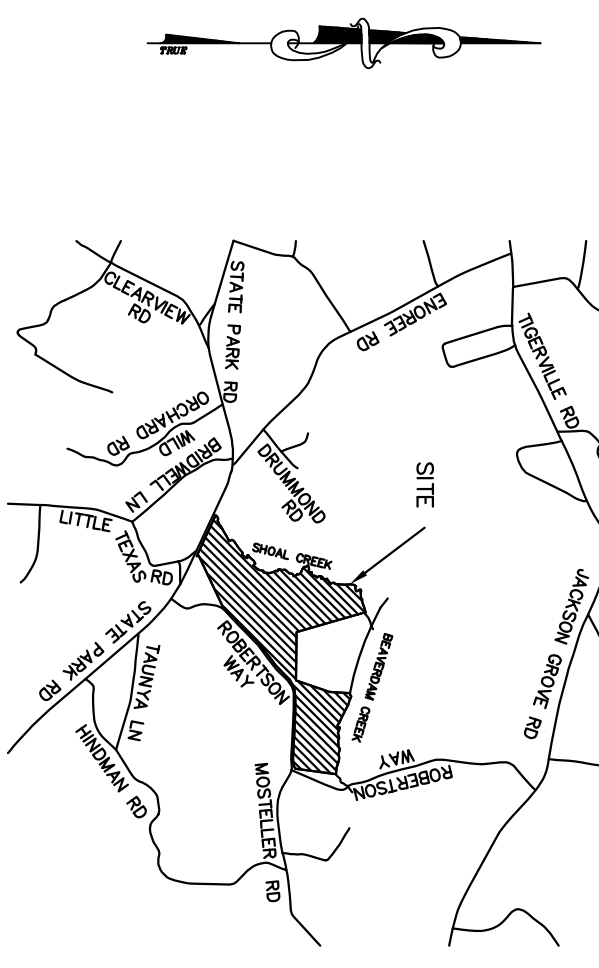 TRUE
N
CLEARVIEW
RD
STATE PARK RD
ENOREE RD
TIGERVILLE RD
WILD
ORCHARD RD
BRIDWELL LN
DRUMMOND
RD
SITE
LITTLE
TEXAS RD
SHOAL CREEK
STATE PARK RD
TAUNYA LN
ROBERTSON
WAY
BEAVERDAM CREEK
JACKSON GROVE RD
HINDMAN RD
MOSTELLER RD
ROBERTSON
WAY